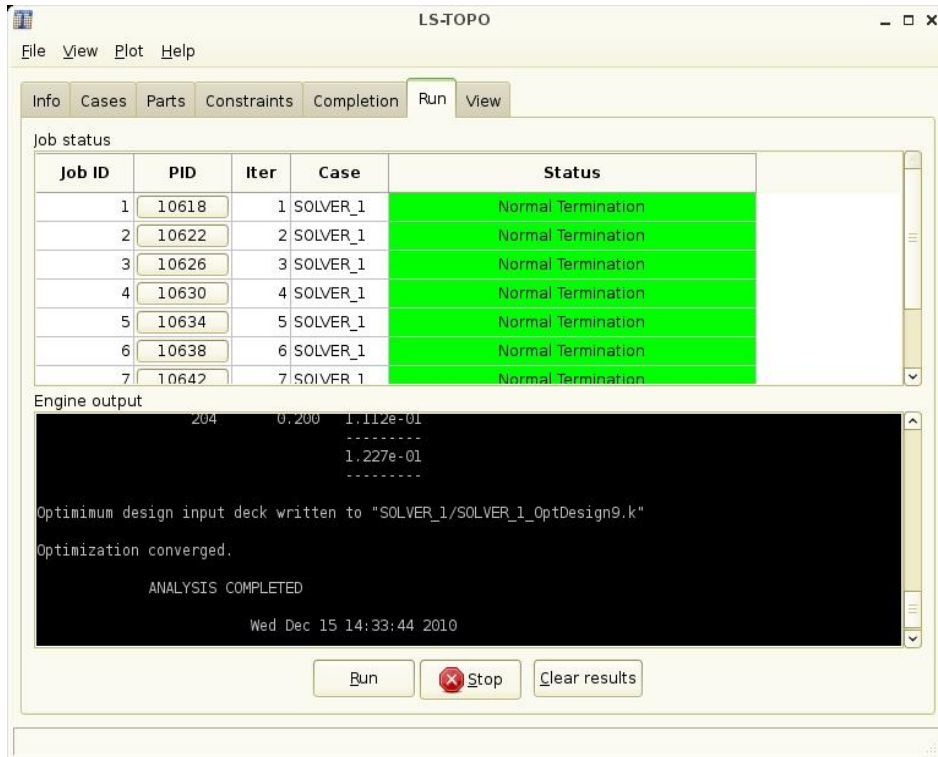 LS-TOPO
File View Plot Help
Info Cases Parts Constraints Completion Run View
Job status
Job ID PID Iter Case Status
1 10618 1 SOLVER_1 Normal Termination
2 10622 2 SOLVER_1 Normal Termination
3 10626 3 SOLVER_1 Normal Termination
4 10630 4 SOLVER_1 Normal Termination
5 10634 5 SOLVER_1 Normal Termination
6 10638 6 SOLVER_1 Normal Termination
7 10642 7 SOLVER_1 Normal Termination
Engine output
204 0.200 1.112e-01
---------
1.227e-01
---------
Optimimum design input deck written to "SOLVER_1/SOLVER_1_OptDesign9.k"
Optimization converged.
ANALYSIS COMPLETED
Wed Dec 15 14:33:44 2010
Run Stop Clear results